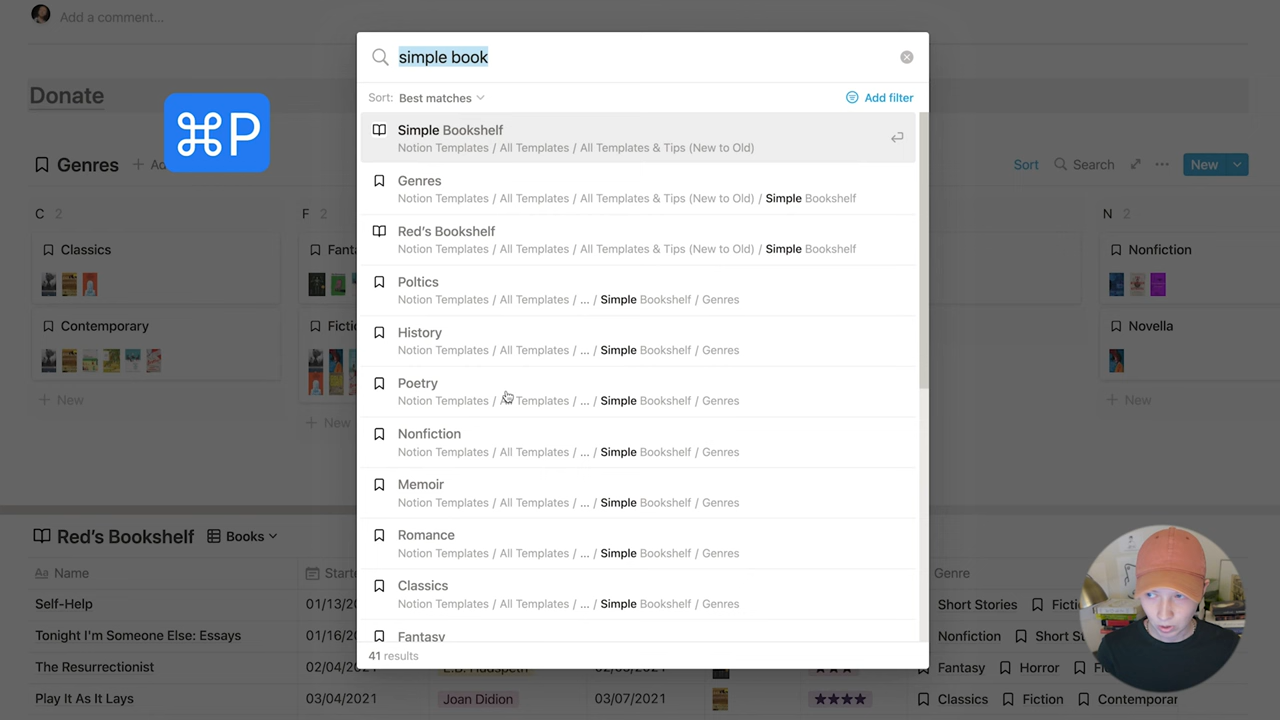 Add a comment...
simple book
Sort: Best matches
Add filter
Donate
⌘P
Simple Bookshelf
Notion Templates / All Templates / All Templates & Tips (New to Old)
Genres
Sort
Search
New
Genres
Notion Templates / All Templates / All Templates & Tips (New to Old) / Simple Bookshelf
C 2
F 2
N 2
Red's Bookshelf
Notion Templates / All Templates / All Templates & Tips (New to Old) / Simple Bookshelf
Classics
Nonfiction
Poltics
Notion Templates / All Templates / ... / Simple Bookshelf / Genres
Contemporary
Novella
History
Notion Templates / All Templates / ... / Simple Bookshelf / Genres
Poetry
Notion Templates / All Templates / ... / Simple Bookshelf / Genres
New
New
New
Nonfiction
Notion Templates / All Templates / ... / Simple Bookshelf / Genres
Memoir
Notion Templates / All Templates / ... / Simple Bookshelf / Genres
Romance
Notion Templates / All Templates / ... / Simple Bookshelf / Genres
Classics
Notion Templates / All Templates / ... / Simple Bookshelf / Genres
Fantasy
41 results
Red's Bookshelf Books
Aa Name
Genre
Self-Help
Short Stories
Tonight I'm Someone Else: Essays
Nonfiction
The Resurrectionist 02/04/
Fantasy Horror
Play It As It Lays 03/04/2021 Joan Didion 03/07/2021 ★★★★ Classics Fiction